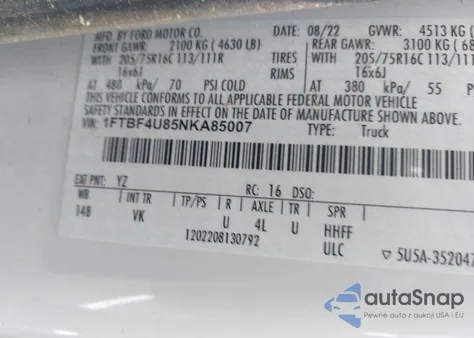 MFD. BY FORD MOTOR CO.
DATE: 08/22 GVWR: 4513
FRONT GAWR: 2100 KG (4630 LB) REAR GAWR: 3100 KG
WITH 205/75R16C 113/111R TIRES WITH 205/75R16C 113/111
16x6J RIMS 16x6J
AT 480 kPa/ 70 PSI COLD AT 380 kPa/ 55 PSI
THIS VEHICLE CONFORMS TO ALL APPLICABLE FEDERAL MOTOR VEHICLE
SAFETY STANDARDS IN EFFECT ON THE DATE OF MANUFACTURE SHOWN ABOVE.
VIN: 1FTBF4U85NKA85007 TYPE: Truck
EXT PNT: YZ RC: 16 DSO:
WB INT TR TP/PS R AXLE TR SPR
148 VK U 4L U HHFF
1202208130792 ULC ▽ 5U5A-352047
autoSnap
Pewne auta z aukcji USA i EU